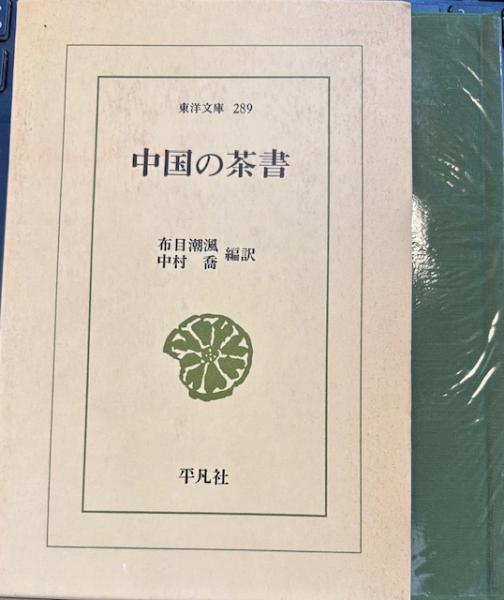 東洋文庫 289
中国の茶書
布目潮渢
中村 喬
編訳
平凡社